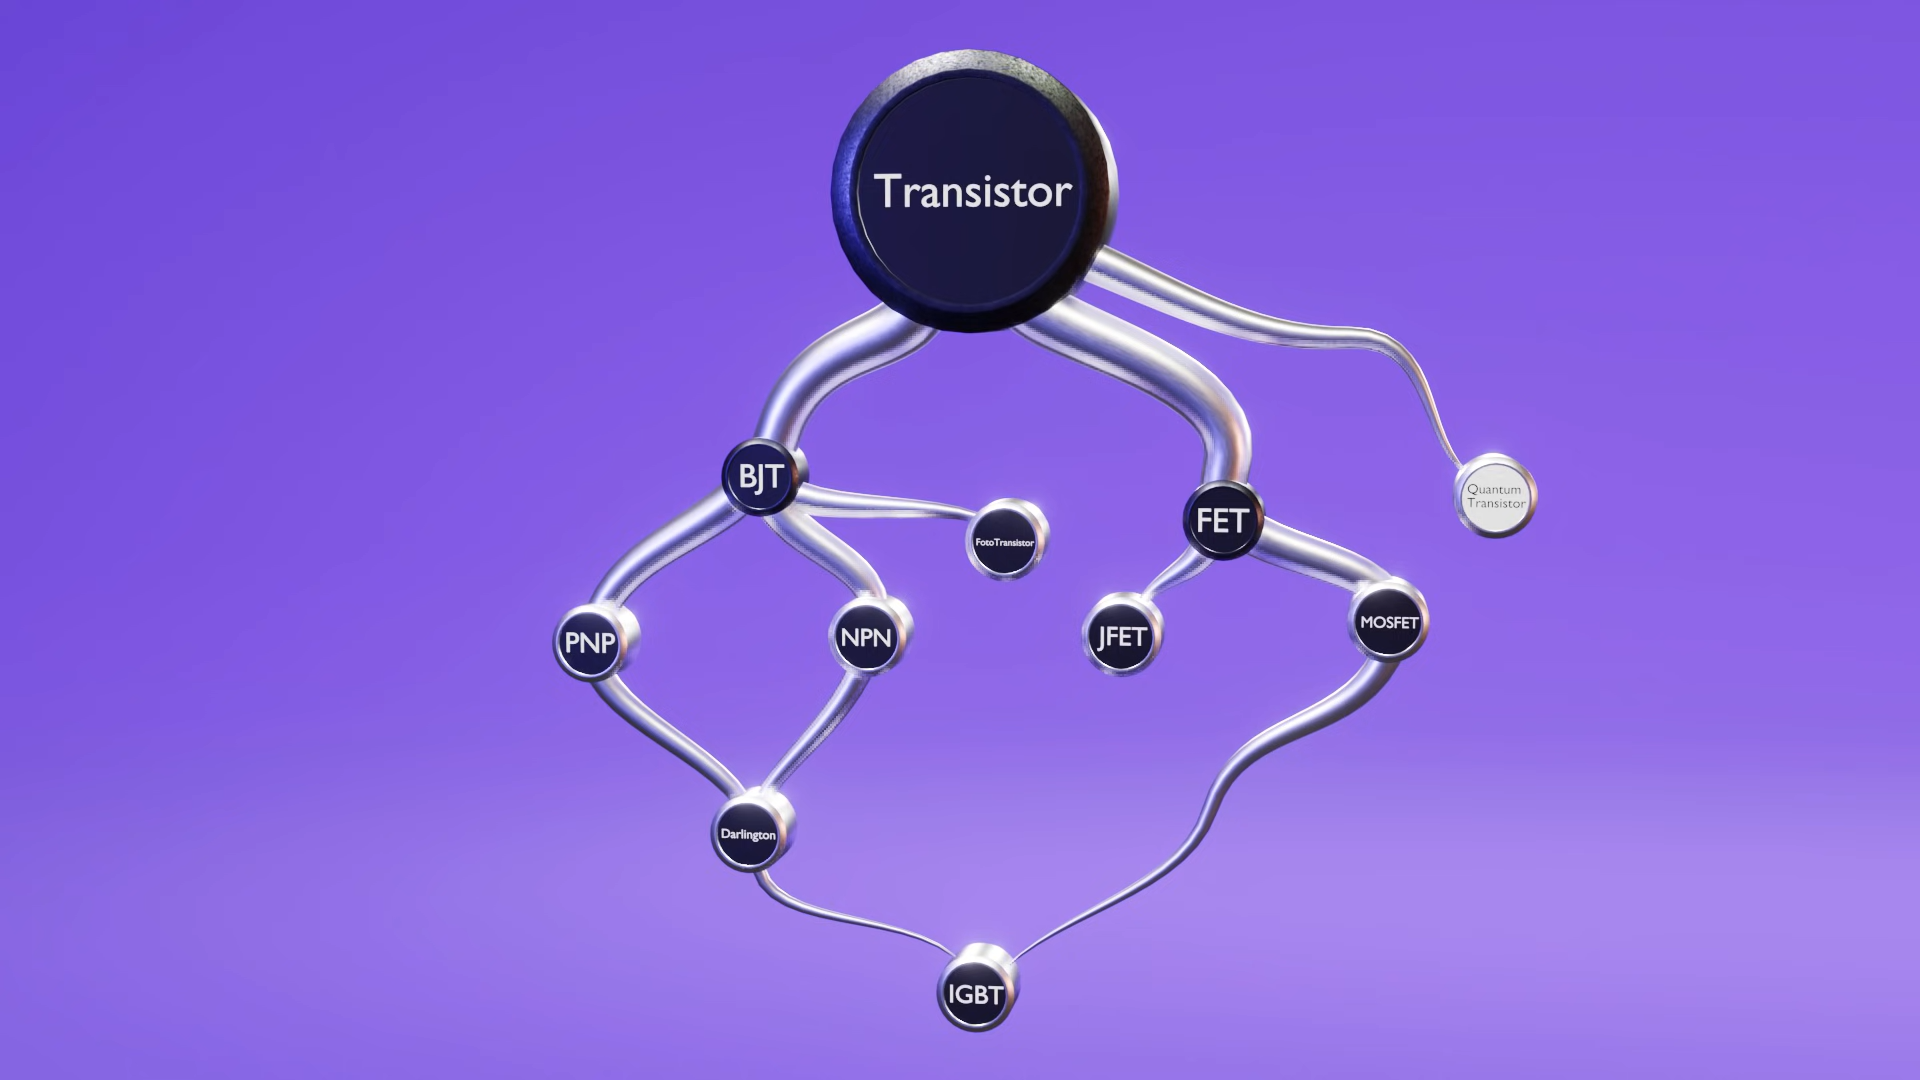 Transistor
BJT
FET
Quantum
Transistor
FotoTransistor
PNP
NPN
JFET
MOSFET
Darlington
IGBT